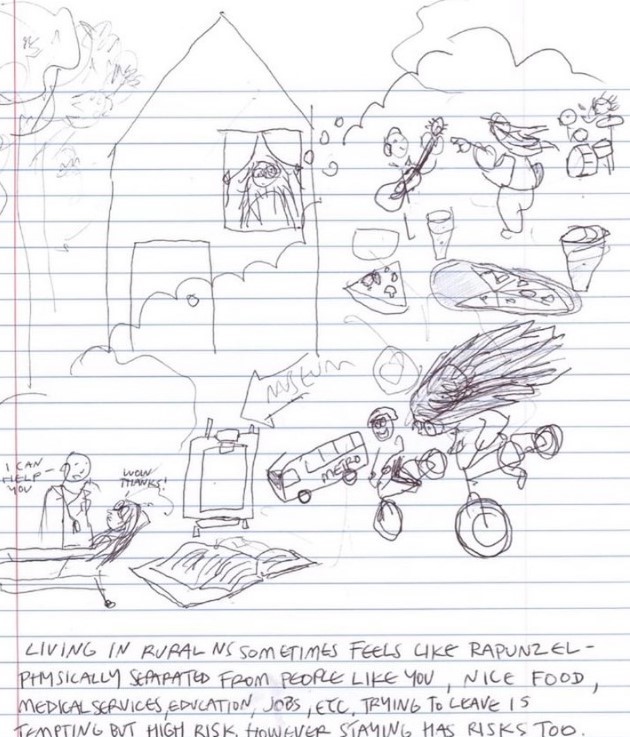 MUSEUM
METRO
I CAN
HELP
YOU
WOW
THANKS!
LIVING IN RURAL NS SOMETIMES FEELS LIKE RAPUNZEL -
PHYSICALLY SEPARATED FROM PEOPLE LIKE YOU, NICE FOOD,
MEDICAL SERVICES, EDUCATION, JOBS, ETC. TRYING TO LEAVE IS
TEMPTING BUT HIGH RISK. HOWEVER STAYING HAS RISKS TOO.